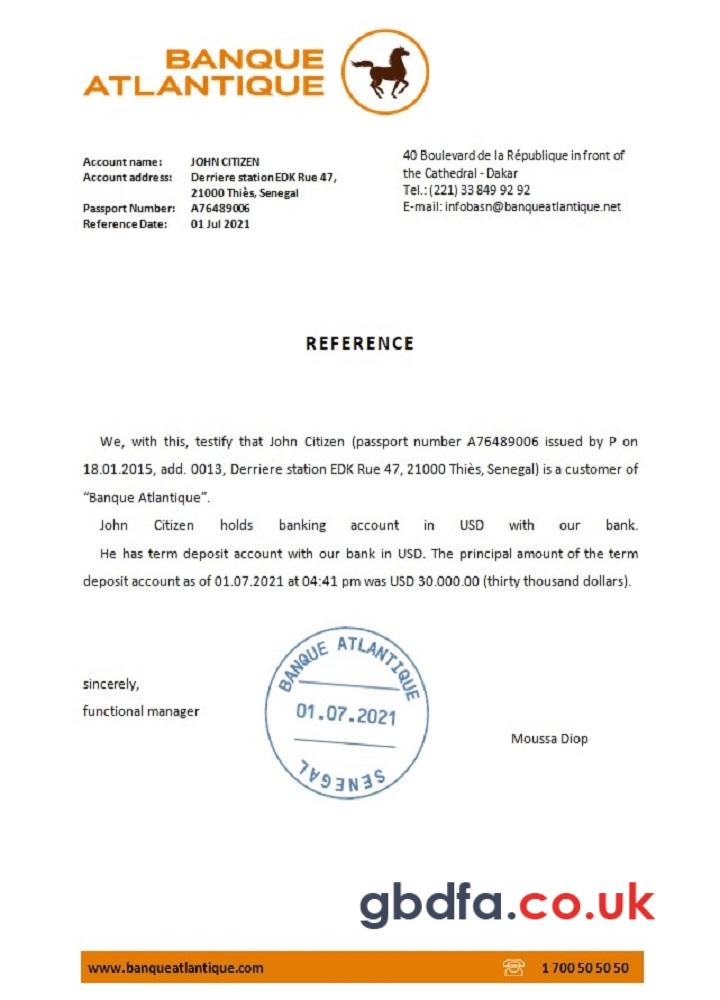 BANQUE
ATLANTIQUE
Account name: JOHN CITIZEN
Account address: Derriere station EDK Rue 47,
21000 Thiès, Senegal
Passport Number: A76489006
Reference Date: 01 Jul 2021
40 Boulevard de la République in front of
the Cathedral - Dakar
Tel.: (221) 33 849 92 92
E-mail: infobasn@banqueatlantique.net
REFERENCE
We, with this, testify that John Citizen (passport number A76489006 issued by P on
18.01.2015, add. 0013, Derriere station EDK Rue 47, 21000 Thiès, Senegal) is a customer of
“Banque Atlantique”.
John Citizen holds banking account in USD with our bank.
He has term deposit account with our bank in USD. The principal amount of the term
deposit account as of 01.07.2021 at 04:41 pm was USD 30.000.00 (thirty thousand dollars).
sincerely,
functional manager
BANQUE ATLANTIQUE
01.07.2021
SENEGAL
Moussa Diop
gbdfa.co.uk
www.banqueatlantique.com
1 700 50 50 50